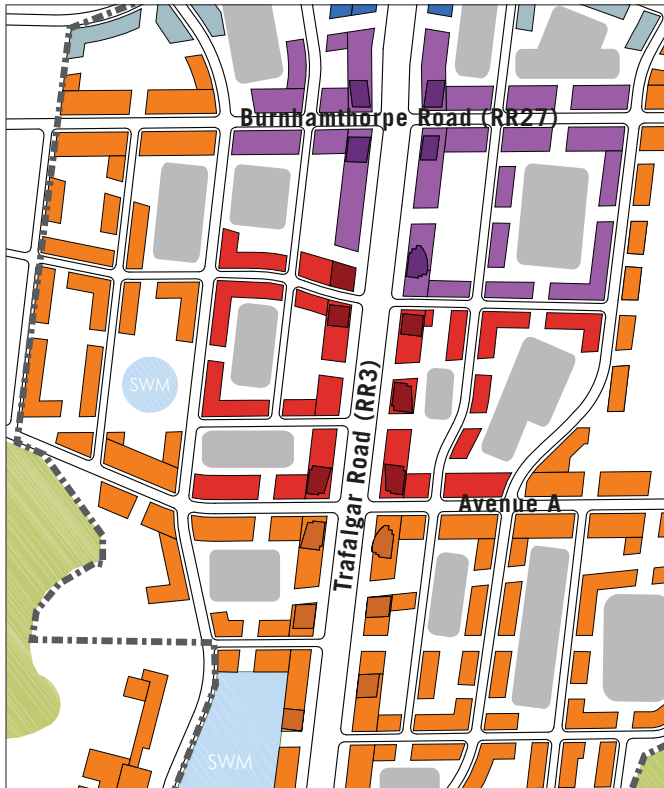 Burnhamthorpe Road (RR27)
SWM
Trafalgar Road (RR3)
Avenue A
SWM